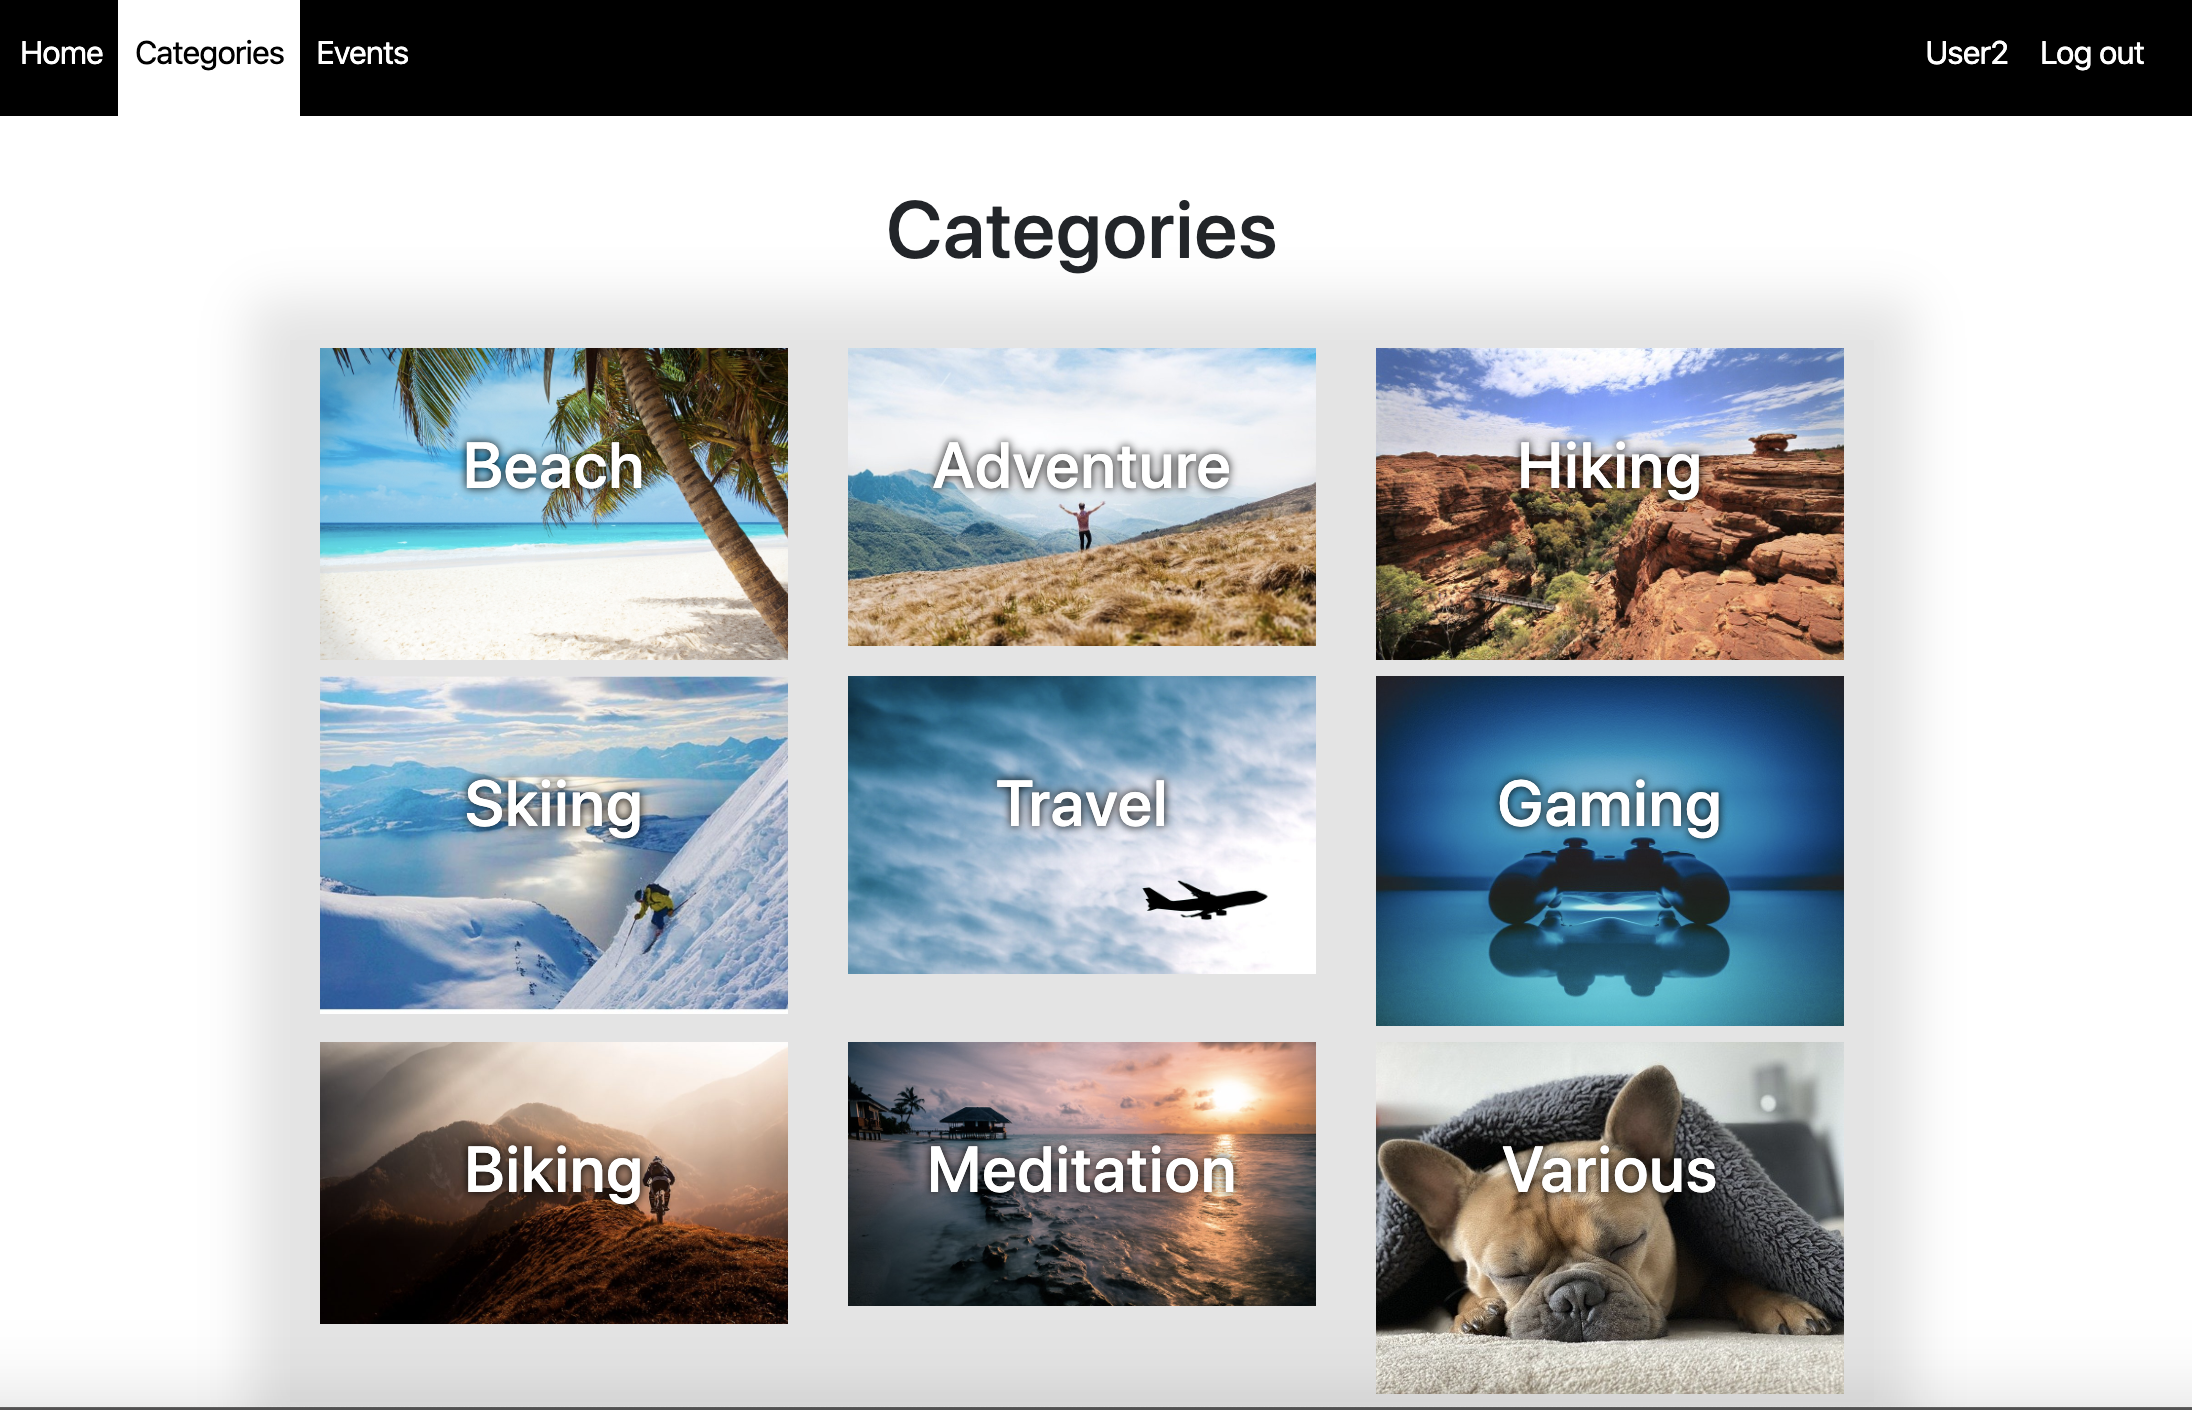 Home Categories Events User2 Log out
Categories
Beach Adventure Hiking
Skiing Travel Gaming
Biking Meditation Various